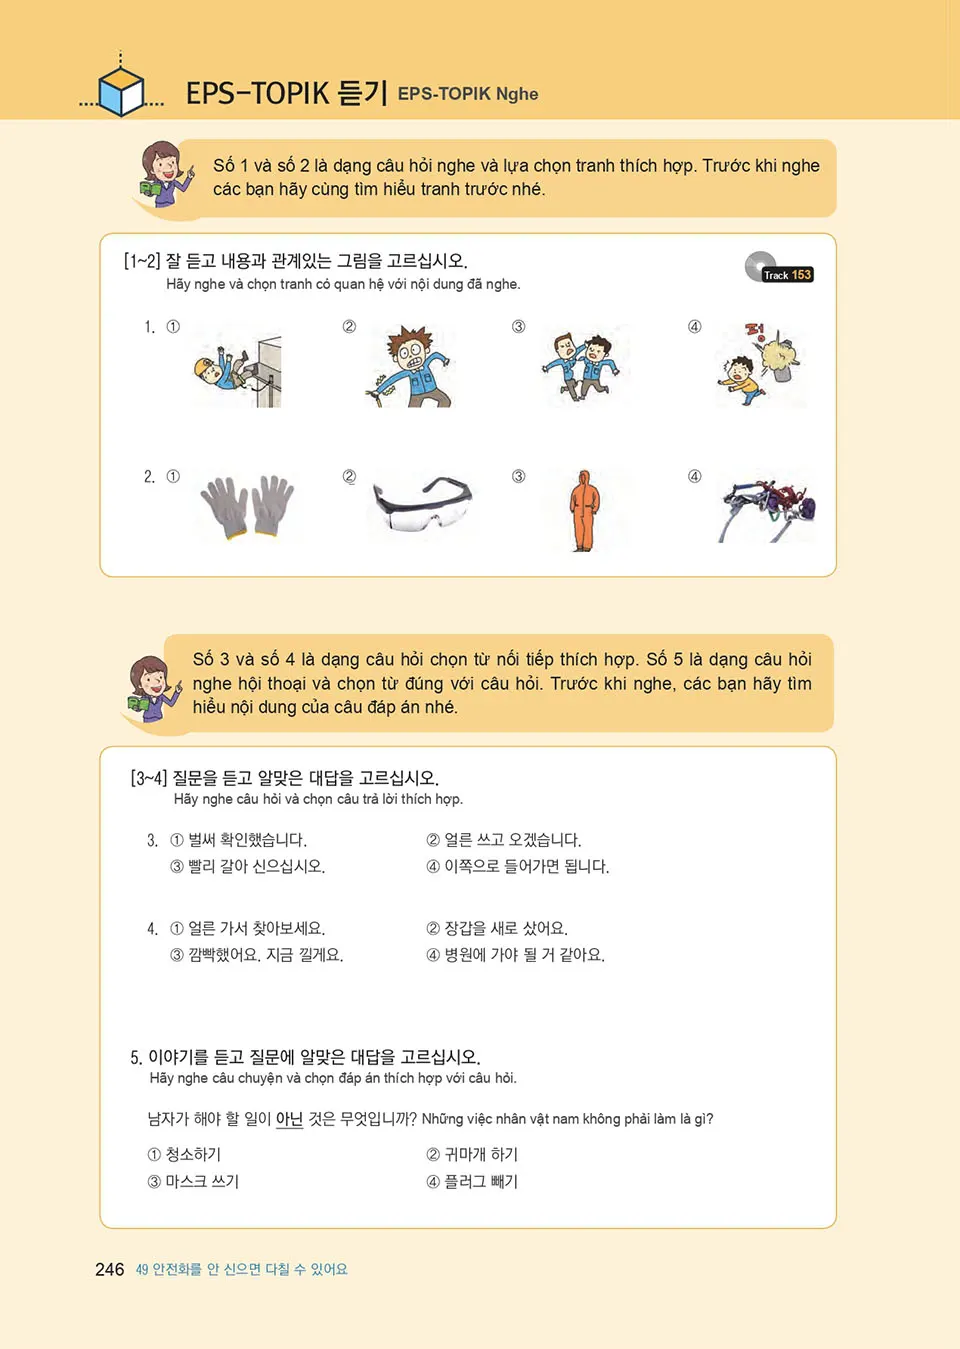 EPS-TOPIK 듣기 EPS-TOPIK Nghe
Số 1 và số 2 là dạng câu hỏi nghe và lựa chọn tranh thích hợp. Trước khi nghe
các bạn hãy cùng tìm hiểu tranh trước nhé.
[1~2] 잘 듣고 내용과 관계있는 그림을 고르십시오.
Track 153
Hãy nghe và chọn tranh có quan hệ với nội dung đã nghe.
1. ① ② ③ ④
펑
2. ① ② ③ ④
Số 3 và số 4 là dạng câu hỏi chọn từ nối tiếp thích hợp. Số 5 là dạng câu hỏi
nghe hội thoại và chọn từ đúng với câu hỏi. Trước khi nghe, các bạn hãy tìm
hiểu nội dung của câu đáp án nhé.
[3~4] 질문을 듣고 알맞은 대답을 고르십시오.
Hãy nghe câu hỏi và chọn câu trả lời thích hợp.
3. ① 벌써 확인했습니다. ② 얼른 쓰고 오겠습니다.
③ 빨리 갈아 신으십시오. ④ 이쪽으로 들어가면 됩니다.
4. ① 얼른 가서 찾아보세요. ② 장갑을 새로 샀어요.
③ 깜빡했어요. 지금 낄게요. ④ 병원에 가야 될 거 같아요.
5. 이야기를 듣고 질문에 알맞은 대답을 고르십시오.
Hãy nghe câu chuyện và chọn đáp án thích hợp với câu hỏi.
남자가 해야 할 일이 아닌 것은 무엇입니까? Những việc nhân vật nam không phải làm là gì?
① 청소하기 ② 귀마개 하기
③ 마스크 쓰기 ④ 플러그 빼기
246 49 안전화를 안 신으면 다칠 수 있어요